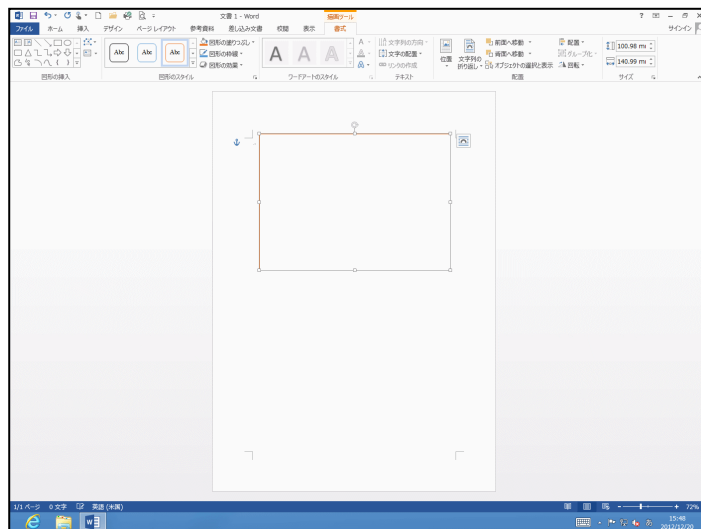 文書 1 - Word
描画ツール
?
サインイン
ファイル ホーム 挿入 デザイン ページ レイアウト 参考資料 差し込み文書 校閲 表示 書式
Abc Abc Abc
図形の塗りつぶし
図形の枠線
図形の効果
A A A
文字列の方向
文字の配置
リンクの作成
位置
文字列の
折り返し
前面へ移動
背面へ移動
オブジェクトの選択と表示
配置
グループ化
回転
100.98 mi
140.99 mi
図形の挿入 図形のスタイル ワードアートのスタイル テキスト 配置 サイズ
1/1 ページ 0 文字 英語 (米国) 72%
15:48
2012/12/20